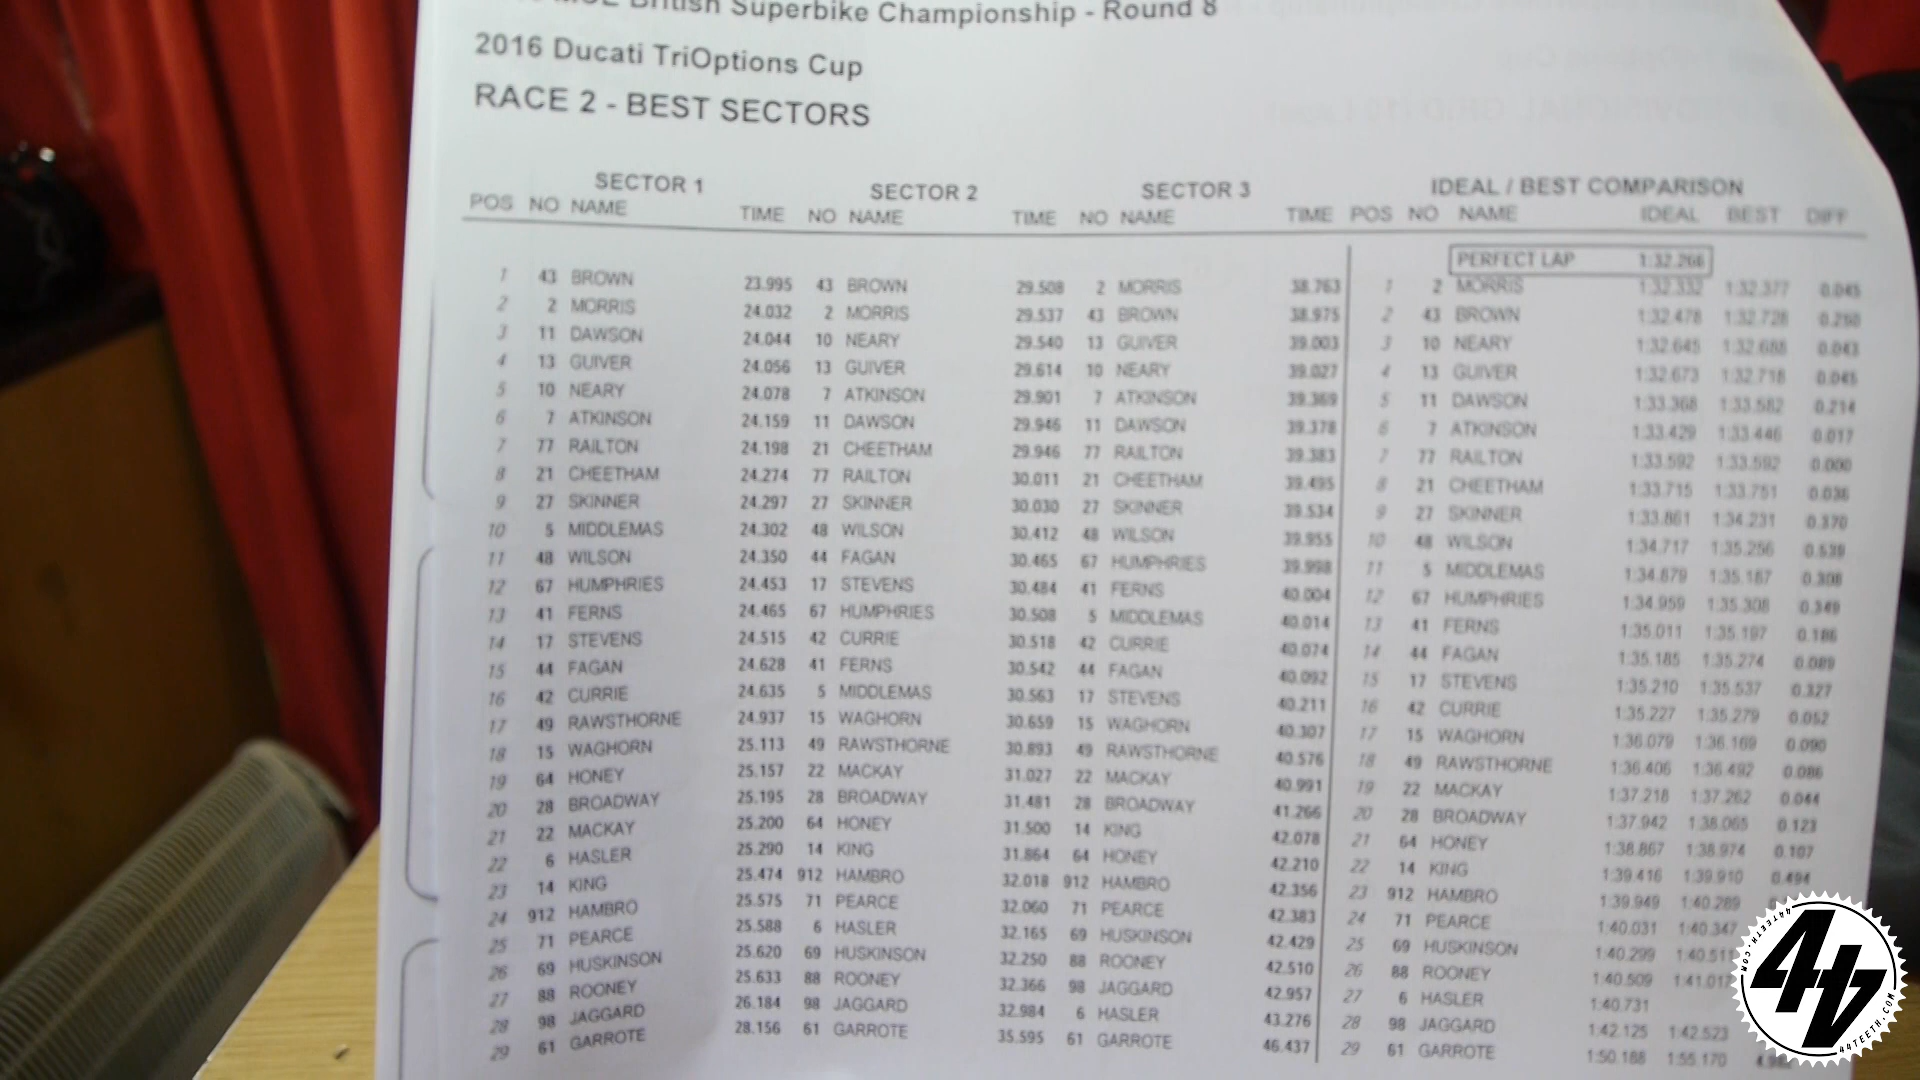 British Superbike Championship - Round 8
2016 Ducati TriOptions Cup
RACE 2 - BEST SECTORS
SECTOR 1 SECTOR 2 SECTOR 3 IDEAL / BEST COMPARISON
POS NO NAME TIME NO NAME TIME NO NAME TIME POS NO NAME IDEAL BEST DIFF
PERFECT LAP 1:32.266
1 43 BROWN 23.995 43 BROWN 29.508 2 MORRIS 38.763 1 2 MORRIS 1:32.332 1:32.377 0.045
2 2 MORRIS 24.032 2 MORRIS 29.537 43 BROWN 38.975 2 43 BROWN 1:32.478 1:32.728 0.250
3 11 DAWSON 24.044 10 NEARY 29.540 13 GUIVER 39.003 3 10 NEARY 1:32.645 1:32.688 0.043
4 13 GUIVER 24.056 13 GUIVER 29.614 10 NEARY 39.027 4 13 GUIVER 1:32.673 1:32.718 0.045
5 10 NEARY 24.078 7 ATKINSON 29.901 7 ATKINSON 39.369 5 11 DAWSON 1:33.368 1:33.582 0.214
6 7 ATKINSON 24.159 11 DAWSON 29.946 11 DAWSON 39.378 6 7 ATKINSON 1:33.429 1:33.446 0.017
7 77 RAILTON 24.198 21 CHEETHAM 29.946 77 RAILTON 39.383 7 77 RAILTON 1:33.592 1:33.592 0.000
8 21 CHEETHAM 24.274 77 RAILTON 30.011 21 CHEETHAM 39.495 8 21 CHEETHAM 1:33.715 1:33.751 0.036
9 27 SKINNER 24.297 27 SKINNER 30.030 27 SKINNER 39.534 9 27 SKINNER 1:33.861 1:34.231 0.370
10 5 MIDDLEMAS 24.302 48 WILSON 30.412 48 WILSON 39.955 10 48 WILSON 1:34.717 1:35.256 0.539
11 48 WILSON 24.350 44 FAGAN 30.465 67 HUMPHRIES 39.998 11 5 MIDDLEMAS 1:34.879 1:35.187 0.308
12 67 HUMPHRIES 24.453 17 STEVENS 30.484 41 FERNS 40.004 12 67 HUMPHRIES 1:34.959 1:35.308 0.349
13 41 FERNS 24.465 67 HUMPHRIES 30.508 5 MIDDLEMAS 40.014 13 41 FERNS 1:35.011 1:35.197 0.186
14 17 STEVENS 24.515 42 CURRIE 30.518 42 CURRIE 40.074 14 44 FAGAN 1:35.185 1:35.274 0.089
15 44 FAGAN 24.628 41 FERNS 30.542 44 FAGAN 40.092 15 17 STEVENS 1:35.210 1:35.537 0.327
16 42 CURRIE 24.635 5 MIDDLEMAS 30.563 17 STEVENS 40.211 16 42 CURRIE 1:35.227 1:35.279 0.052
17 49 RAWSTHORNE 24.937 15 WAGHORN 30.659 15 WAGHORN 40.307 17 15 WAGHORN 1:36.079 1:36.169 0.090
18 15 WAGHORN 25.113 49 RAWSTHORNE 30.893 49 RAWSTHORNE 40.576 18 49 RAWSTHORNE 1:36.406 1:36.492 0.086
19 64 HONEY 25.157 22 MACKAY 31.027 22 MACKAY 40.991 19 22 MACKAY 1:37.218 1:37.262 0.044
20 28 BROADWAY 25.195 28 BROADWAY 31.481 28 BROADWAY 41.266 20 28 BROADWAY 1:37.942 1:38.065 0.123
21 22 MACKAY 25.200 64 HONEY 31.500 14 KING 42.078 21 64 HONEY 1:38.867 1:38.974 0.107
22 6 HASLER 25.290 14 KING 31.864 64 HONEY 42.210 22 14 KING 1:39.416 1:39.910 0.494
23 14 KING 25.474 912 HAMBRO 32.018 912 HAMBRO 42.356 23 912 HAMBRO 1:39.949 1:40.289
24 912 HAMBRO 25.575 71 PEARCE 32.060 71 PEARCE 42.383 24 71 PEARCE 1:40.031 1:40.347
25 71 PEARCE 25.588 6 HASLER 32.165 69 HUSKINSON 42.429 25 69 HUSKINSON 1:40.299
26 69 HUSKINSON 25.620 69 HUSKINSON 32.250 88 ROONEY 42.510 26 88 ROONEY 1:40.509
27 88 ROONEY 25.633 88 ROONEY 32.366 98 JAGGARD 42.957 27 6 HASLER 1:40.731
28 98 JAGGARD 26.184 98 JAGGARD 32.984 6 HASLER 43.276 28 98 JAGGARD 1:42.125 1:42.523
29 61 GARROTE 28.156 61 GARROTE 35.595 61 GARROTE 46.437 29 61 GARROTE 1:50.188 1:55.170
44TEETH.COM
44
44TEETH.COM